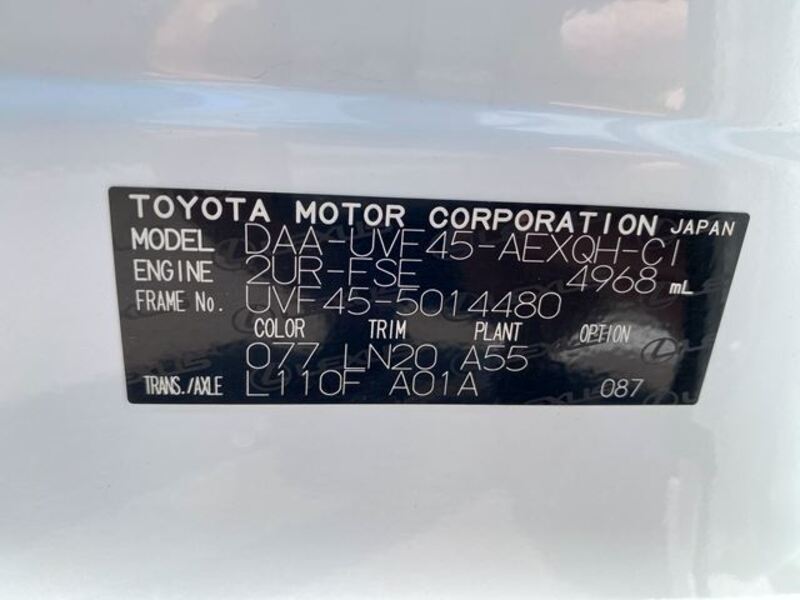 TOYOTA MOTOR CORPORATION JAPAN
MODEL DAA-UVF45-AEXQH-C1
ENGINE 2UR-FSE 4968 mL
FRAME No. UVF45-5014480
COLOR TRIM PLANT OPTION
077 LN20 A55
TRANS./AXLE L110F A01A 087